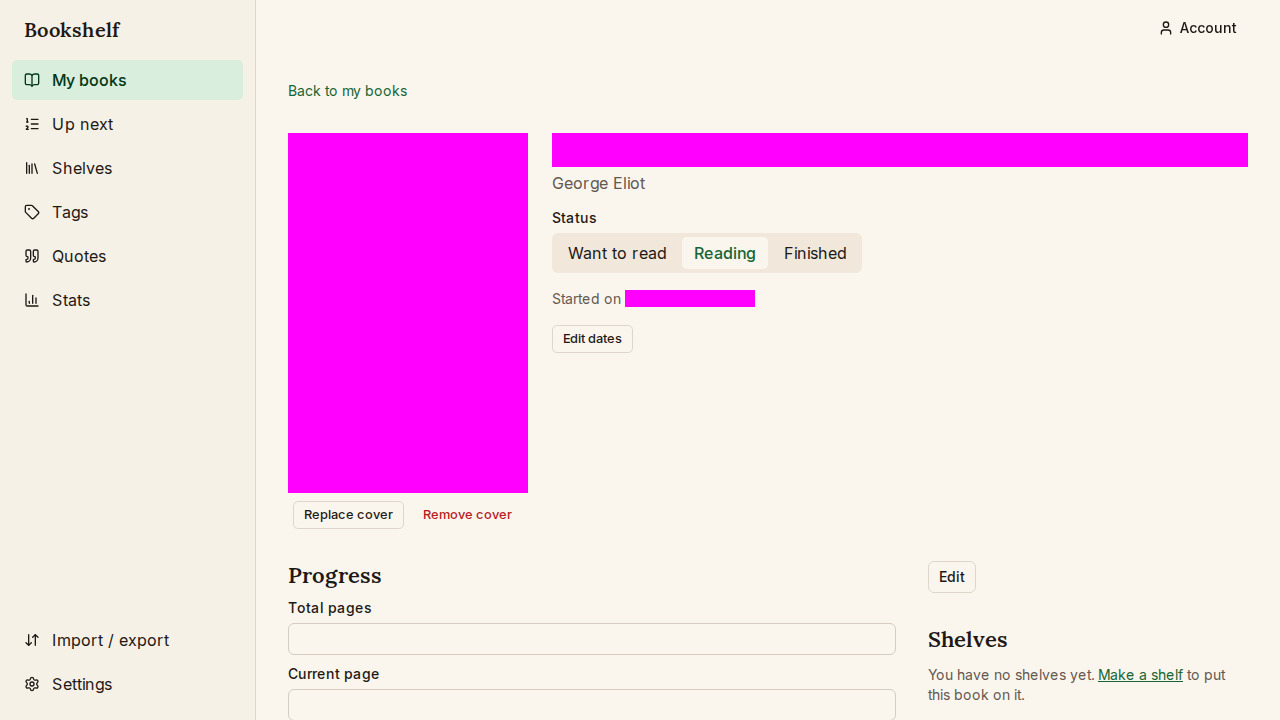 Bookshelf
My books
Up next
Shelves
Tags
Quotes
Stats
Import / export
Settings
Account
Back to my books
George Eliot
Status
Want to read
Reading
Finished
Started on
Edit dates
Replace cover
Remove cover
Progress
Total pages
Current page
Edit
Shelves
You have no shelves yet. Make a shelf to put
this book on it.